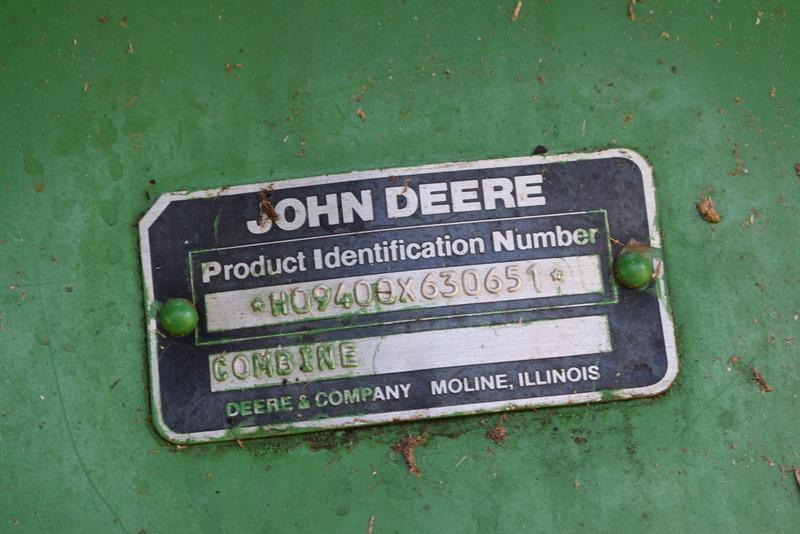 JOHN DEERE
Product Identification Number
*H09400X630651*
COMBINE
DEERE & COMPANY MOLINE, ILLINOIS